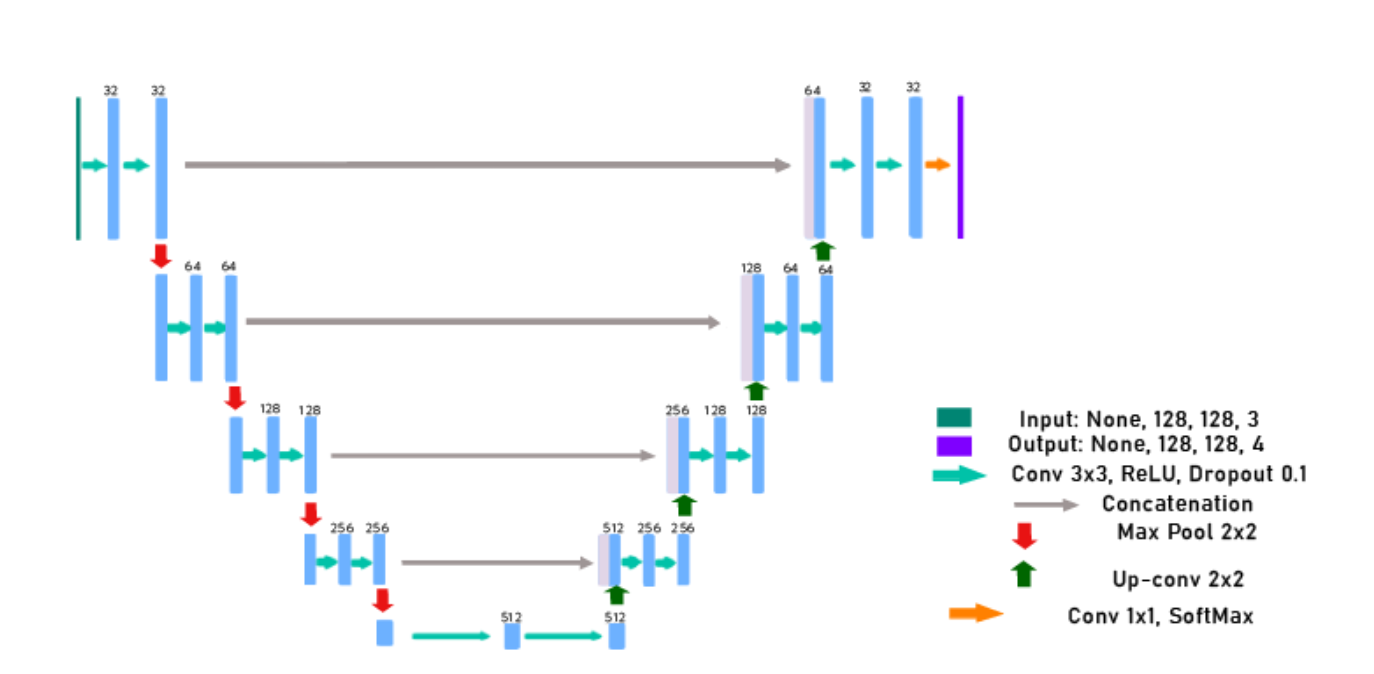 32 32 64 32 32
64 64 128 64 64
128 128 256 128 128
256 256 512 256 256
512 512
Input: None, 128, 128, 3
Output: None, 128, 128, 4
Conv 3x3, ReLU, Dropout 0.1
Concatenation
Max Pool 2x2
Up-conv 2x2
Conv 1x1, SoftMax